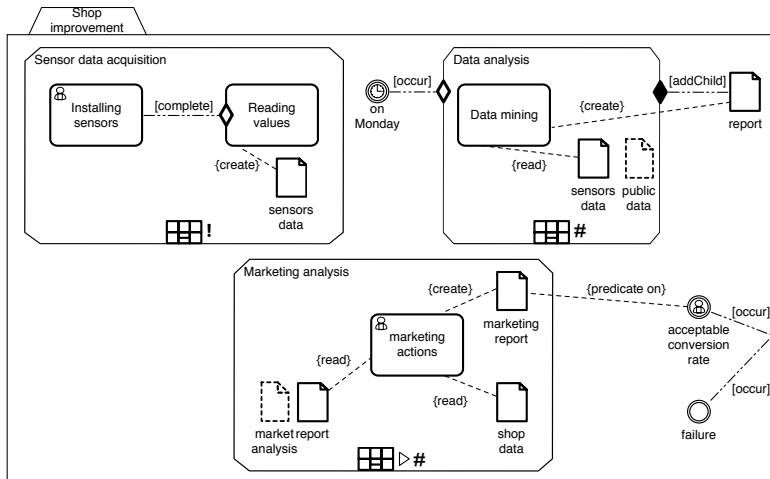 Shop
improvement
Sensor data acquisition
Installing
sensors
[complete]
Reading
values
{create}
sensors
data
!
[occur]
on
Monday
Data analysis
Data mining
{create}
{read}
sensors
data
public
data
#
[addChild]
report
Marketing analysis
{create}
marketing
report
marketing
actions
{read}
{read}
market
analysis
report
shop
data
#
{predicate on}
acceptable
conversion
rate
[occur]
[occur]
failure